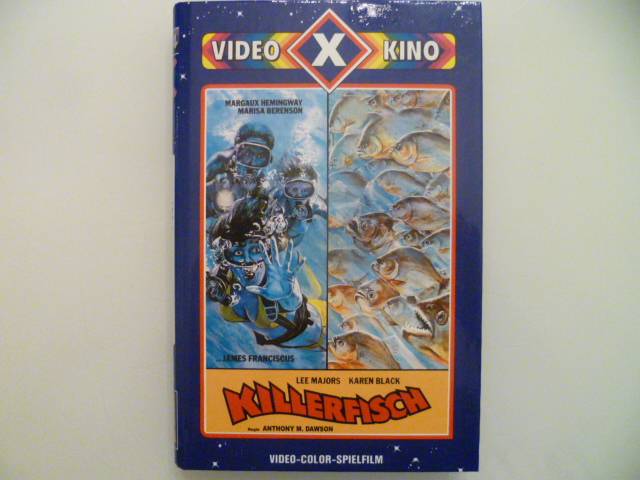 VIDEO X KINO
MARGAUX HEMINGWAY
MARISA BERENSON
...JAMES FRANCISCUS
LEE MAJORS KAREN BLACK
KILLERFISCH
Regie ANTHONY M. DAWSON
VIDEO-COLOR-SPIELFILM